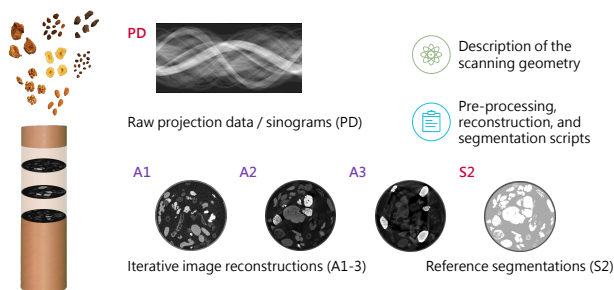 PD
Raw projection data / sinograms (PD)
Description of the
scanning geometry
Pre-processing,
reconstruction, and
segmentation scripts
A1
A2
A3
S2
Iterative image reconstructions (A1-3)
Reference segmentations (S2)